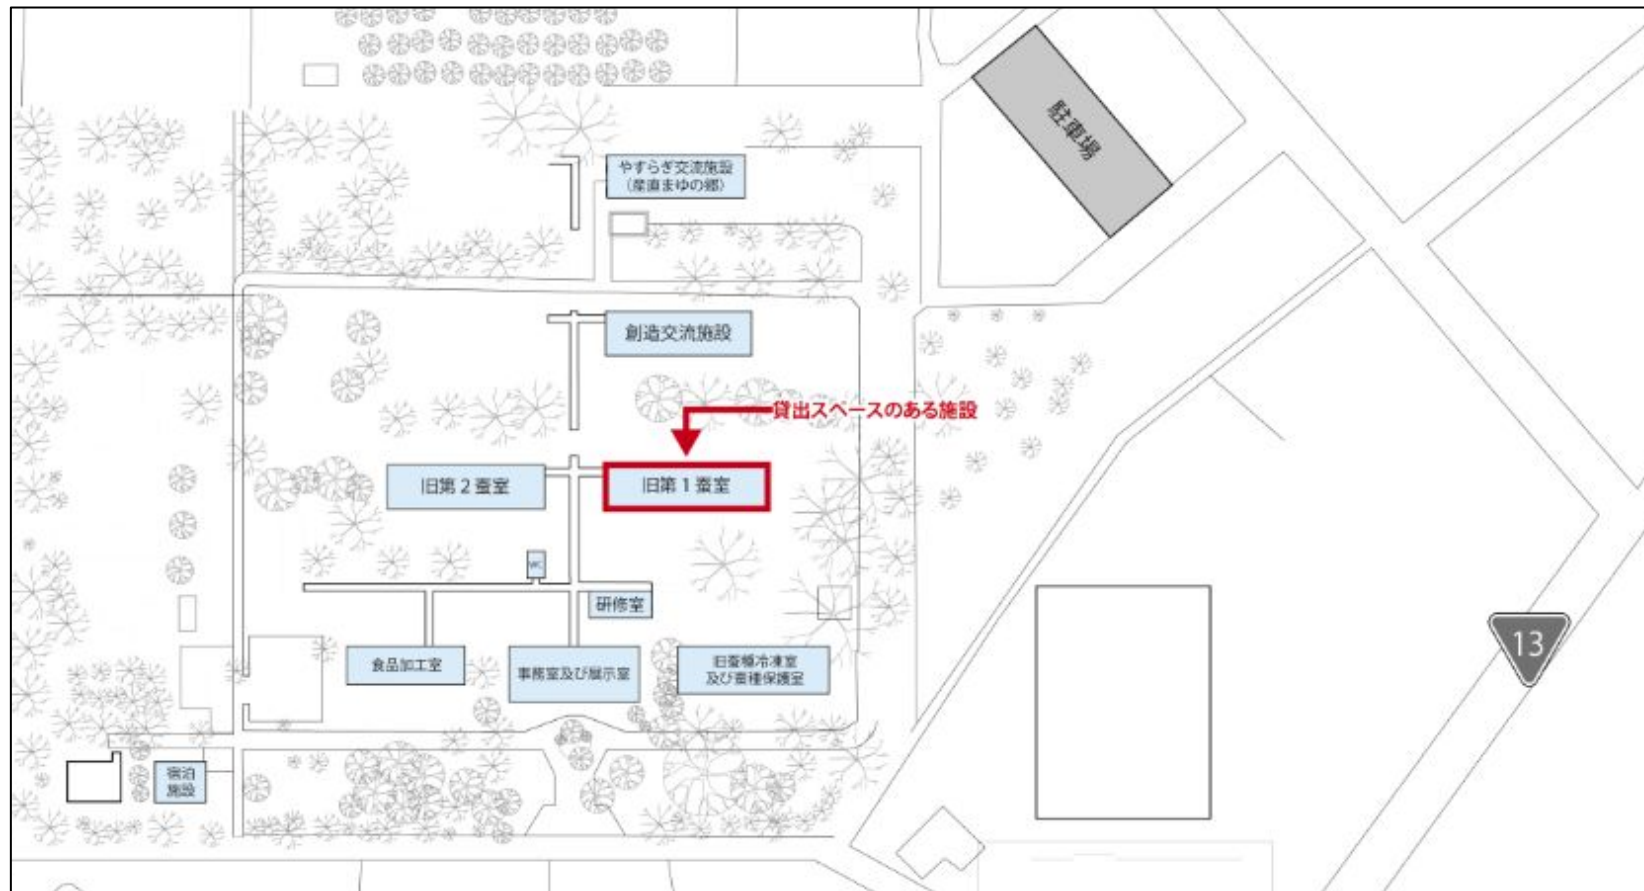 駐車場
やすらぎ交流施設
(産直まゆの郷)
創造交流施設
貸出スペースのある施設
旧第2蚕室
旧第1蚕室
WC
研修室
食品加工室
事務室及び展示室
旧蚕種冷凍室
及び蚕種保護室
13
宿泊
施設